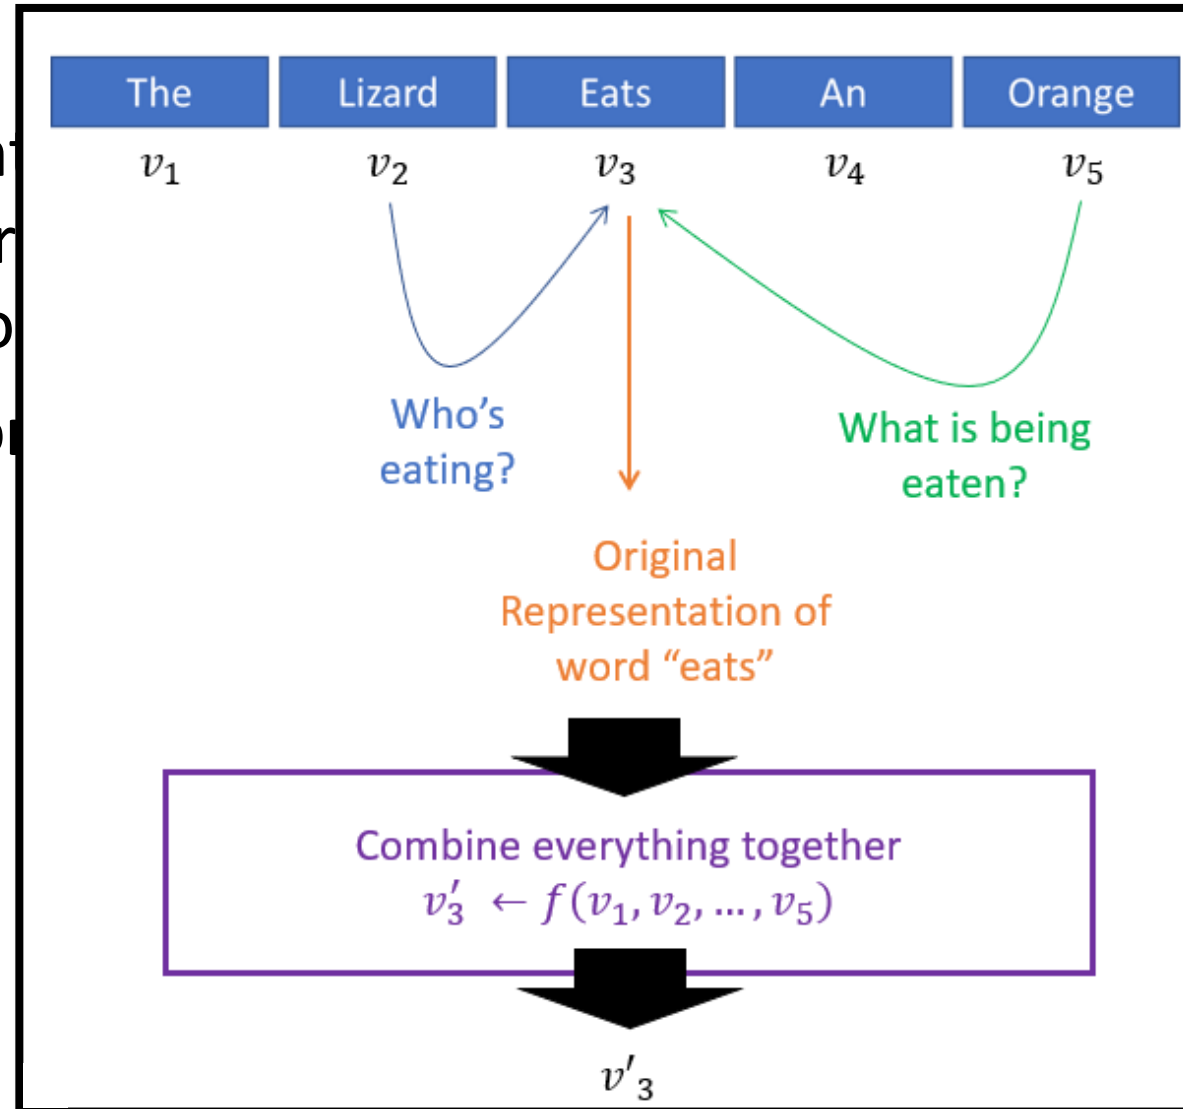 The Lizard Eats An Orange
v₁ v₂ v₃ v₄ v₅
Who's
eating?
What is being
eaten?
Original
Representation of
word “eats”
Combine everything together
v₃′ ← f(v₁, v₂, …, v₅)
v′₃